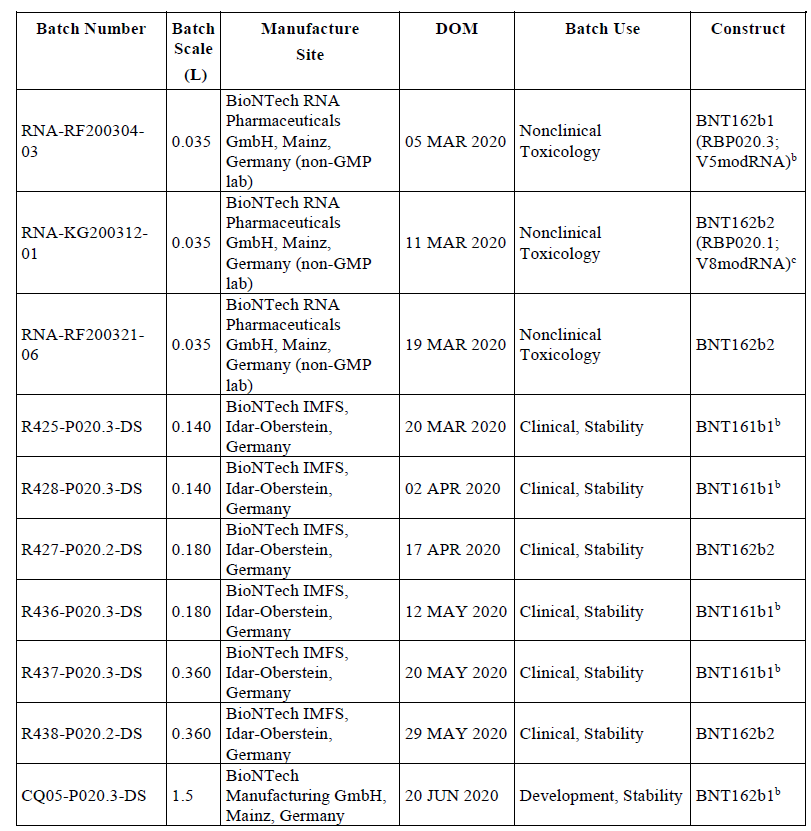 Batch Number Batch Scale (L) Manufacture Site DOM Batch Use Construct
RNA-RF200304-03 0.035 BioNTech RNA Pharmaceuticals GmbH, Mainz, Germany (non-GMP lab) 05 MAR 2020 Nonclinical Toxicology BNT162b1 (RBP020.3; V5modRNA)b
RNA-KG200312-01 0.035 BioNTech RNA Pharmaceuticals GmbH, Mainz, Germany (non-GMP lab) 11 MAR 2020 Nonclinical Toxicology BNT162b2 (RBP020.1; V8modRNA)c
RNA-RF200321-06 0.035 BioNTech RNA Pharmaceuticals GmbH, Mainz, Germany (non-GMP lab) 19 MAR 2020 Nonclinical Toxicology BNT162b2
R425-P020.3-DS 0.140 BioNTech IMFS, Idar-Oberstein, Germany 20 MAR 2020 Clinical, Stability BNT161b1b
R428-P020.3-DS 0.140 BioNTech IMFS, Idar-Oberstein, Germany 02 APR 2020 Clinical, Stability BNT161b1b
R427-P020.2-DS 0.180 BioNTech IMFS, Idar-Oberstein, Germany 17 APR 2020 Clinical, Stability BNT162b2
R436-P020.3-DS 0.180 BioNTech IMFS, Idar-Oberstein, Germany 12 MAY 2020 Clinical, Stability BNT161b1b
R437-P020.3-DS 0.360 BioNTech IMFS, Idar-Oberstein, Germany 20 MAY 2020 Clinical, Stability BNT161b1b
R438-P020.2-DS 0.360 BioNTech IMFS, Idar-Oberstein, Germany 29 MAY 2020 Clinical, Stability BNT162b2
CQ05-P020.3-DS 1.5 BioNTech Manufacturing GmbH, Mainz, Germany 20 JUN 2020 Development, Stability BNT162b1b